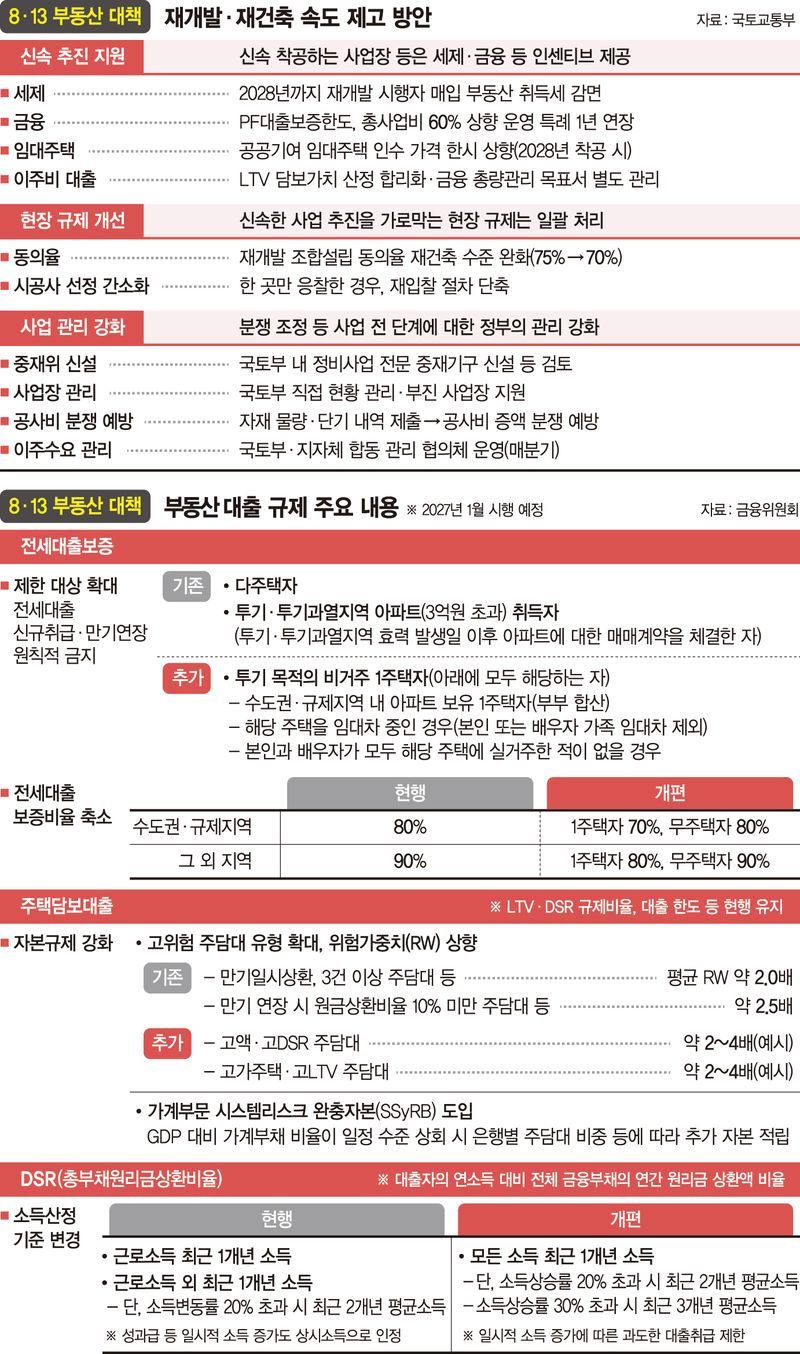 8·13 부동산 대책 재개발·재건축 속도 제고 방안 자료 : 국토교통부
신속 추진 지원 신속 착공하는 사업장 등은 세제·금융 등 인센티브 제공
세제 2028년까지 재개발 시행자 매입 부동산 취득세 감면
금융 PF대출보증한도, 총사업비 60% 상향 운영 특례 1년 연장
임대주택 공공기여 임대주택 인수 가격 한시 상향(2028년 착공 시)
이주비 대출 LTV 담보가치 산정 합리화·금융 총량관리 목표서 별도 관리
현장 규제 개선 신속한 사업 추진을 가로막는 현장 규제는 일괄 처리
동의율 재개발 조합설립 동의율 재건축 수준 완화(75%→70%)
시공사 선정 간소화 한 곳만 응찰한 경우, 재입찰 절차 단축
사업 관리 강화 분쟁 조정 등 사업 전 단계에 대한 정부의 관리 강화
중재위 신설 국토부 내 정비사업 전문 중재기구 신설 등 검토
사업장 관리 국토부 직접 현황 관리·부진 사업장 지원
공사비 분쟁 예방 자재 물량·단기 내역 제출→공사비 증액 분쟁 예방
이주수요 관리 국토부·지자체 합동 관리 협의체 운영(매분기)
8·13 부동산 대책 부동산 대출 규제 주요 내용 ※ 2027년 1월 시행 예정 자료 : 금융위원회
전세대출보증
제한 대상 확대
전세대출
신규취급·만기연장
원칙적 금지
기존 • 다주택자
• 투기·투기과열지역 아파트(3억원 초과) 취득자
(투기·투기과열지역 효력 발생일 이후 아파트에 대한 매매계약을 체결한 자)
추가 • 투기 목적의 비거주 1주택자(아래에 모두 해당하는 자)
– 수도권·규제지역 내 아파트 보유 1주택자(부부 합산)
– 해당 주택을 임대차 중인 경우(본인 또는 배우자 가족 임대차 제외)
– 본인과 배우자가 모두 해당 주택에 실거주한 적이 없을 경우
전세대출
보증비율 축소
현행 개편
수도권·규제지역 80% 1주택자 70%, 무주택자 80%
그 외 지역 90% 1주택자 80%, 무주택자 90%
주택담보대출 ※ LTV·DSR 규제비율, 대출 한도 등 현행 유지
자본규제 강화 • 고위험 주담대 유형 확대, 위험가중치(RW) 상향
기존 – 만기일시상환, 3건 이상 주담대 등 평균 RW 약 2.0배
– 만기 연장 시 원금상환비율 10% 미만 주담대 등 약 2.5배
추가 – 고액·고DSR 주담대 약 2~4배(예시)
– 고가주택·고LTV 주담대 약 2~4배(예시)
• 가계부문 시스템리스크 완충자본(SSyRB) 도입
GDP 대비 가계부채 비율이 일정 수준 상회 시 은행별 주담대 비중 등에 따라 추가 자본 적립
DSR(총부채원리금상환비율) ※ 대출자의 연소득 대비 전체 금융부채의 연간 원리금 상환액 비율
소득산정
기준 변경
현행
• 근로소득 최근 1개년 소득
• 근로소득 외 최근 1개년 소득
– 단, 소득변동률 20% 초과 시 최근 2개년 평균소득
※ 성과급 등 일시적 소득 증가도 상시소득으로 인정
개편
• 모든 소득 최근 1개년 소득
–단, 소득상승률 20% 초과 시 최근 2개년 평균소득
–소득상승률 30% 초과 시 최근 3개년 평균소득
※ 일시적 소득 증가에 따른 과도한 대출취급 제한